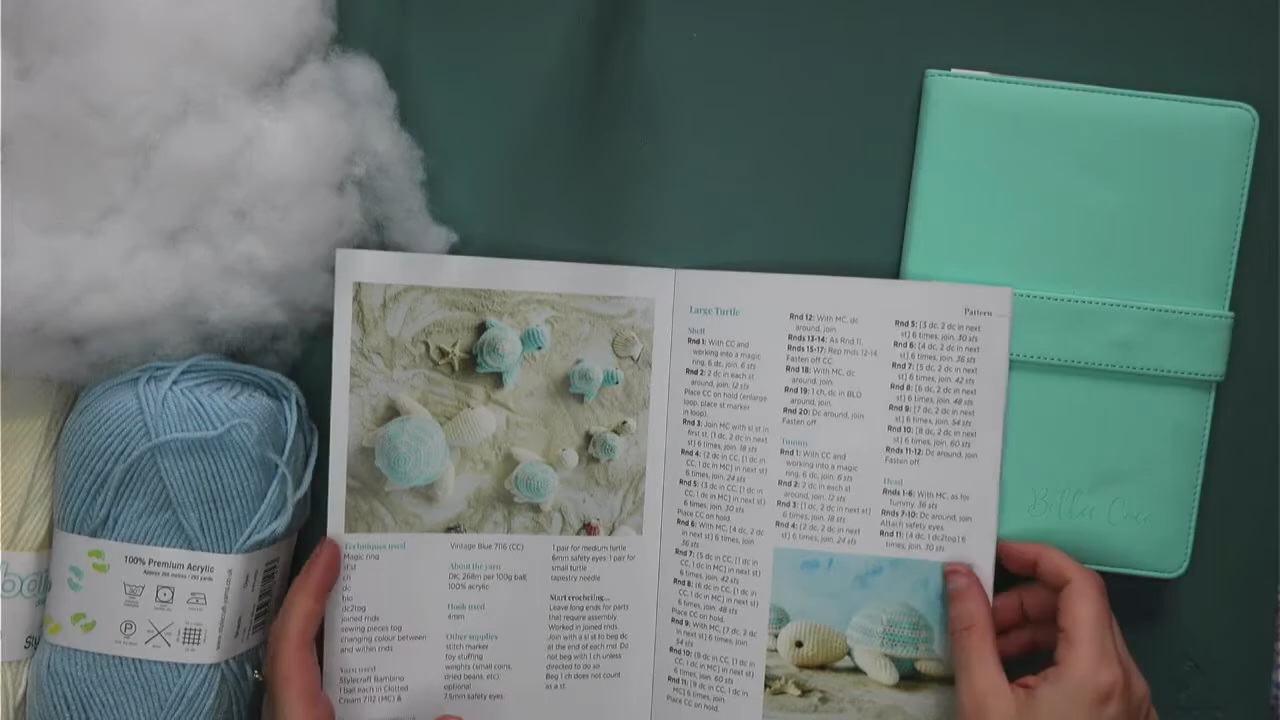 100% Premium Acrylic
Techniques used
Magic ring
sl st
ch
dc
blo
dc2tog
joined rnds
sewing pieces tog
changing colour between
and within rnds
Yarn used
Stylecraft Bambino
1 ball each in Clotted
Cream 7112 (MC) &
Vintage Blue 7116 (CC)
About the yarn
DK, 268m per 100g ball,
100% acrylic
Hook used
4mm
Other supplies
stitch marker
toy stuffing
weights (small coins,
dried beans, etc)
optional
7.5mm safety eyes:
1 pair for medium turtle
6mm safety eyes: 1 pair for
small turtle
tapestry needle
Start crocheting...
Leave long ends for parts
that require assembly.
Worked in joined rnds.
Join with a sl st to beg dc
at the end of each rnd. Do
not beg with 1 ch unless
directed to do so.
Beg 1 ch does not count
as a st.
Pattern
Large Turtle
Shell
Rnd 1: With CC and
working into a magic
ring, 6 dc, join. 6 sts
Rnd 2: 2 dc in each st
around, join. 12 sts
Place CC on hold (enlarge
loop, place st marker
in loop).
Rnd 3: Join MC with sl st in
first st, [1 dc, 2 dc in next
st] 6 times, join. 18 sts
Rnd 4: [2 dc in CC, [1 dc in
CC, 1 dc in MC] in next st]
6 times, join. 24 sts
Rnd 5: [3 dc in CC, [1 dc in
CC, 1 dc in MC] in next st]
6 times, join. 30 sts
Place CC on hold.
Rnd 6: With MC, [4 dc, 2 dc
in next st] 6 times, join.
36 sts
Rnd 7: [5 dc in CC, [1 dc in
CC, 1 dc in MC] in next st]
6 times, join. 42 sts
Rnd 8: [6 dc in CC, [1 dc in
CC, 1 dc in MC] in next st]
6 times, join. 48 sts
Place CC on hold.
Rnd 9: With MC, [7 dc, 2 dc
in next st] 6 times, join.
54 sts
Rnd 10: [8 dc in CC, [1 dc in
CC, 1 dc in MC] in next st]
6 times, join. 60 sts
Rnd 11: [9 dc in CC, 1 dc in
MC] 6 times, join.
Place CC on hold.
Rnd 12: With MC, dc
around, join.
Rnds 13-14: As Rnd 11.
Rnds 15-17: Rep rnds 12-14.
Fasten off CC.
Rnd 18: With MC, dc
around, join.
Rnd 19: 1 ch, dc in BLO
around, join.
Rnd 20: Dc around, join.
Fasten off.
Tummy
Rnd 1: With CC and
working into a magic
ring, 6 dc, join. 6 sts
Rnd 2: 2 dc in each st
around, join. 12 sts
Rnd 3: [1 dc, 2 dc in next st]
6 times, join. 18 sts
Rnd 4: [2 dc, 2 dc in next
st] 6 times, join. 24 sts
Rnd 5: [3 dc, 2 dc in next
st] 6 times, join. 30 sts
Rnd 6: [4 dc, 2 dc in next
st] 6 times, join. 36 sts
Rnd 7: [5 dc, 2 dc in next
st] 6 times, join. 42 sts
Rnd 8: [6 dc, 2 dc in next
st] 6 times, join. 48 sts
Rnd 9: [7 dc, 2 dc in next
st] 6 times, join. 54 sts
Rnd 10: [8 dc, 2 dc in next
st] 6 times, join. 60 sts
Rnds 11-12: Dc around, join.
Fasten off.
Head
Rnds 1-6: With MC, as for
Tummy. 36 sts
Rnds 7-10: Dc around, join.
Attach safety eyes.
Rnd 11: [4 dc, 1 dc2tog] 6
times, join. 30 sts